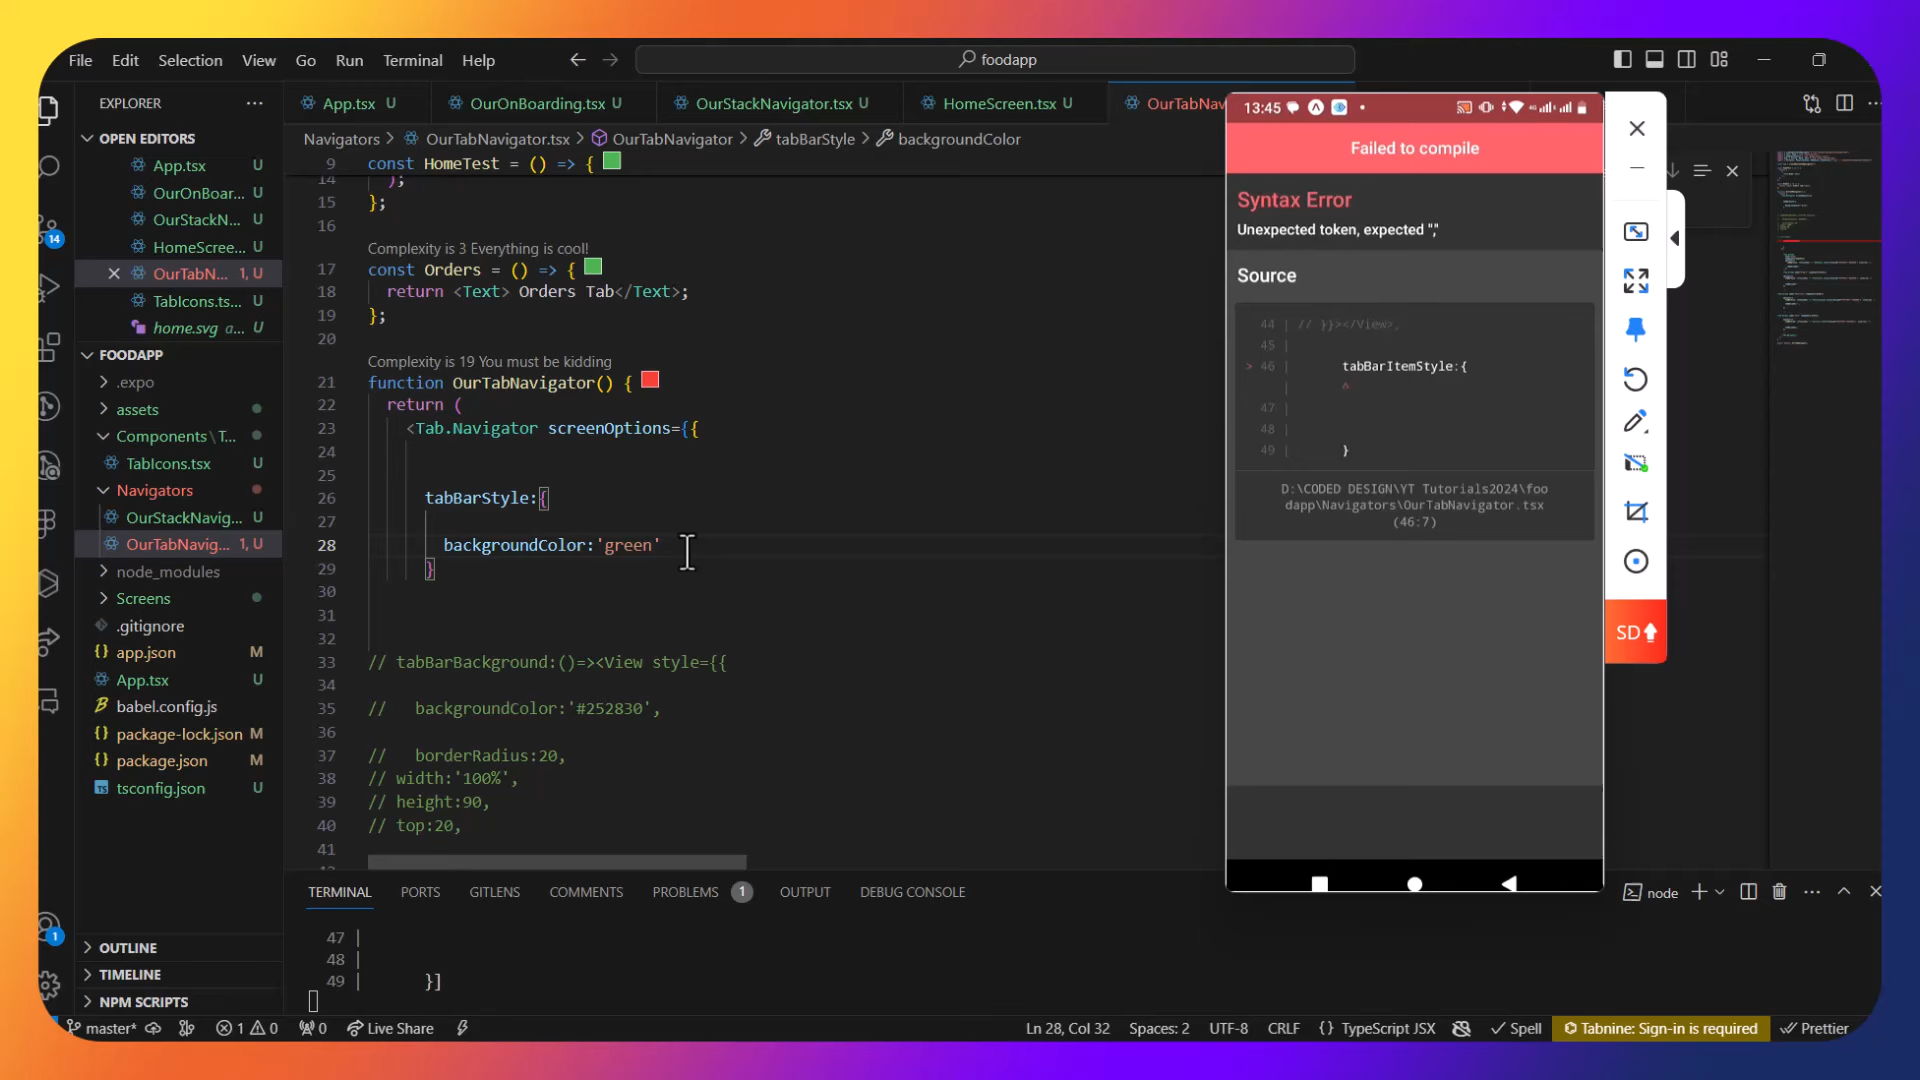 File Edit Selection View Go Run Terminal Help
foodapp
EXPLORER
OPEN EDITORS
App.tsx U
OurOnBoar... U
OurStackN... U
HomeScree... U
OurTabN... 1, U
TabIcons.ts... U
home.svg a... U
FOODAPP
.expo
assets
Components \ T...
TabIcons.tsx U
Navigators
OurStackNavig... U
OurTabNavig... 1, U
node_modules
Screens
.gitignore
app.json M
App.tsx U
babel.config.js
package-lock.json M
package.json M
tsconfig.json U
OUTLINE
TIMELINE
NPM SCRIPTS
App.tsx U
OurOnBoarding.tsx U
OurStackNavigator.tsx U
HomeScreen.tsx U
OurTabNa
Navigators > OurTabNavigator.tsx > OurTabNavigator > tabBarStyle > backgroundColor
9 const HomeTest = () => {
14 );
15 };
16
Complexity is 3 Everything is cool!
17 const Orders = () => {
18 return <Text> Orders Tab</Text>;
19 };
20
Complexity is 19 You must be kidding
21 function OurTabNavigator() {
22 return (
23 <Tab.Navigator screenOptions={{
24
25
26 tabBarStyle:{
27
28 backgroundColor:'green'
29 }
30
31
32
33 // tabBarBackground:()=><View style={{
34
35 // backgroundColor:'#252830',
36
37 // borderRadius:20,
38 // width:'100%',
39 // height:90,
40 // top:20,
41
13:45
Failed to compile
Syntax Error
Unexpected token, expected ","
Source
44 | // }}></View>,
45 |
> 46 | tabBarItemStyle:{
| ^
47 |
48 |
49 | }
D:\CODED DESIGN\YT Tutorials2024\foo
dapp\Navigators\OurTabNavigator.tsx
(46:7)
SD
TERMINAL PORTS GITLENS COMMENTS PROBLEMS 1 OUTPUT DEBUG CONSOLE
node
47 |
48 |
49 | }]
14
1
master* 1 0 0 Live Share
Ln 28, Col 32 Spaces: 2 UTF-8 CRLF {} TypeScript JSX Spell Tabnine: Sign-in is required Prettier